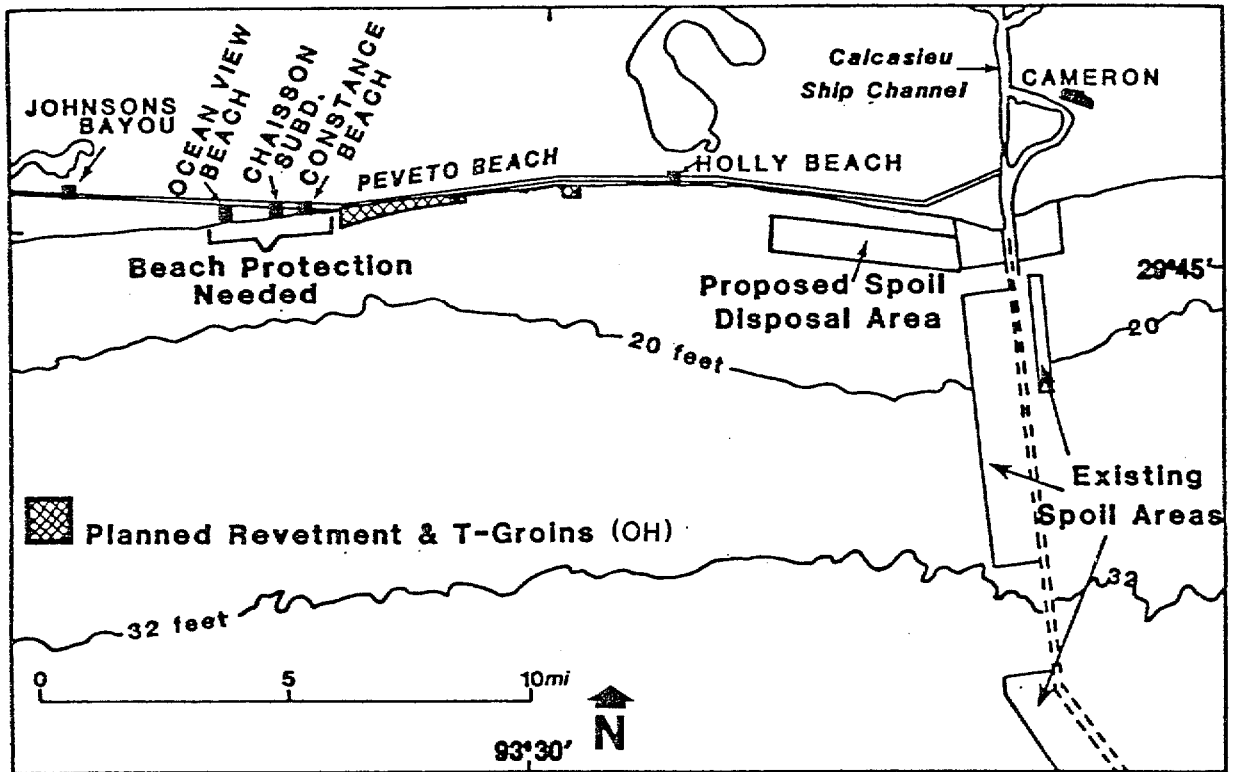 JOHNSONS
BAYOU
OCEAN VIEW
BEACH
CHAISSON
SUBD.
CONSTANCE
BEACH
PEVETO BEACH
HOLLY BEACH
Calcasieu
Ship Channel
CAMERON
Beach Protection
Needed
Proposed Spoil
Disposal Area
29°45'
20 feet
20
Existing
Spoil Areas
Planned Revetment & T-Groins (OH)
32 feet
32
0 5 10mi
N
93°30'